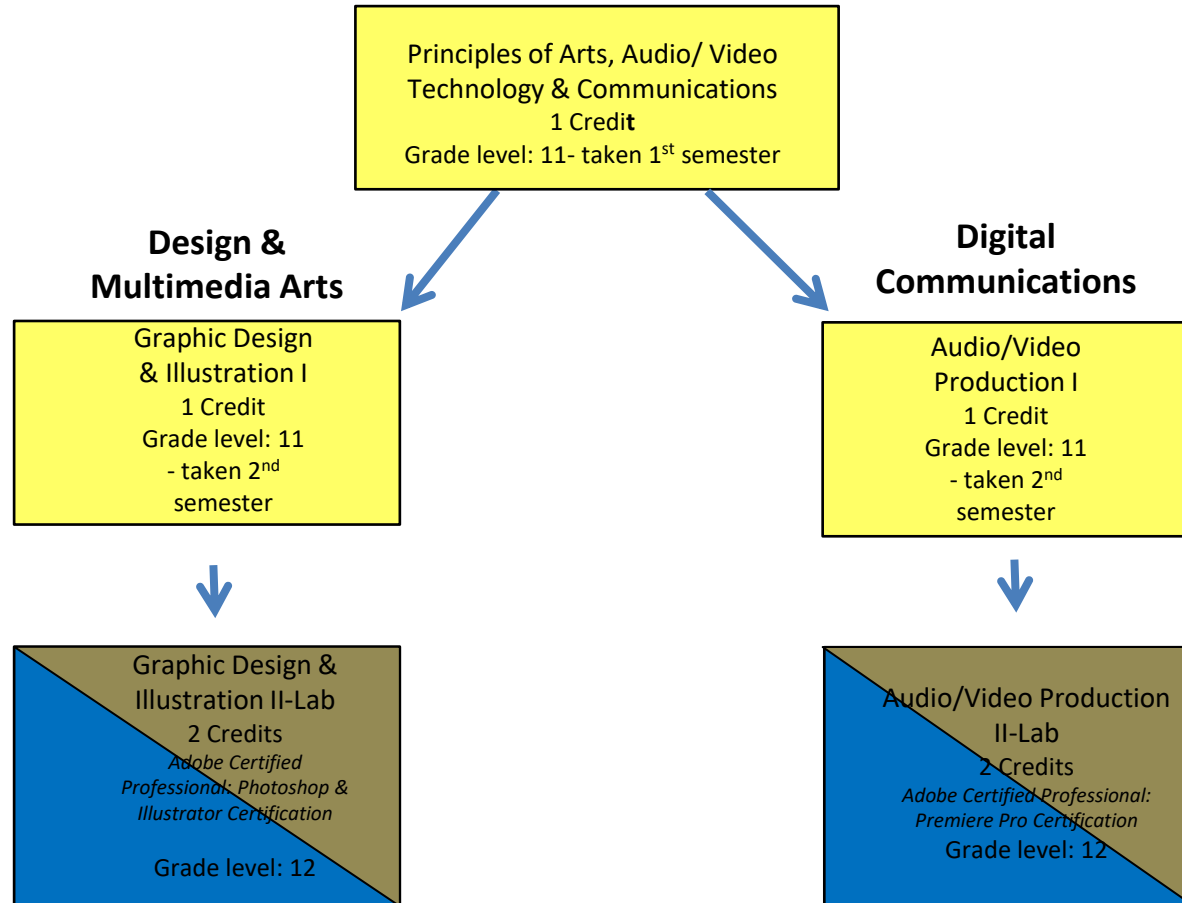 Principles of Arts, Audio/ Video
Technology & Communications
1 Credit
Grade level: 11- taken 1st semester
Design &
Multimedia Arts
Digital
Communications
Graphic Design
& Illustration I
1 Credit
Grade level: 11
- taken 2nd
semester
Audio/Video
Production I
1 Credit
Grade level: 11
- taken 2nd
semester
Graphic Design &
Illustration II-Lab
2 Credits
Adobe Certified
Professional: Photoshop &
Illustrator Certification
Grade level: 12
Audio/Video Production
II-Lab
2 Credits
Adobe Certified Professional:
Premiere Pro Certification
Grade level: 12